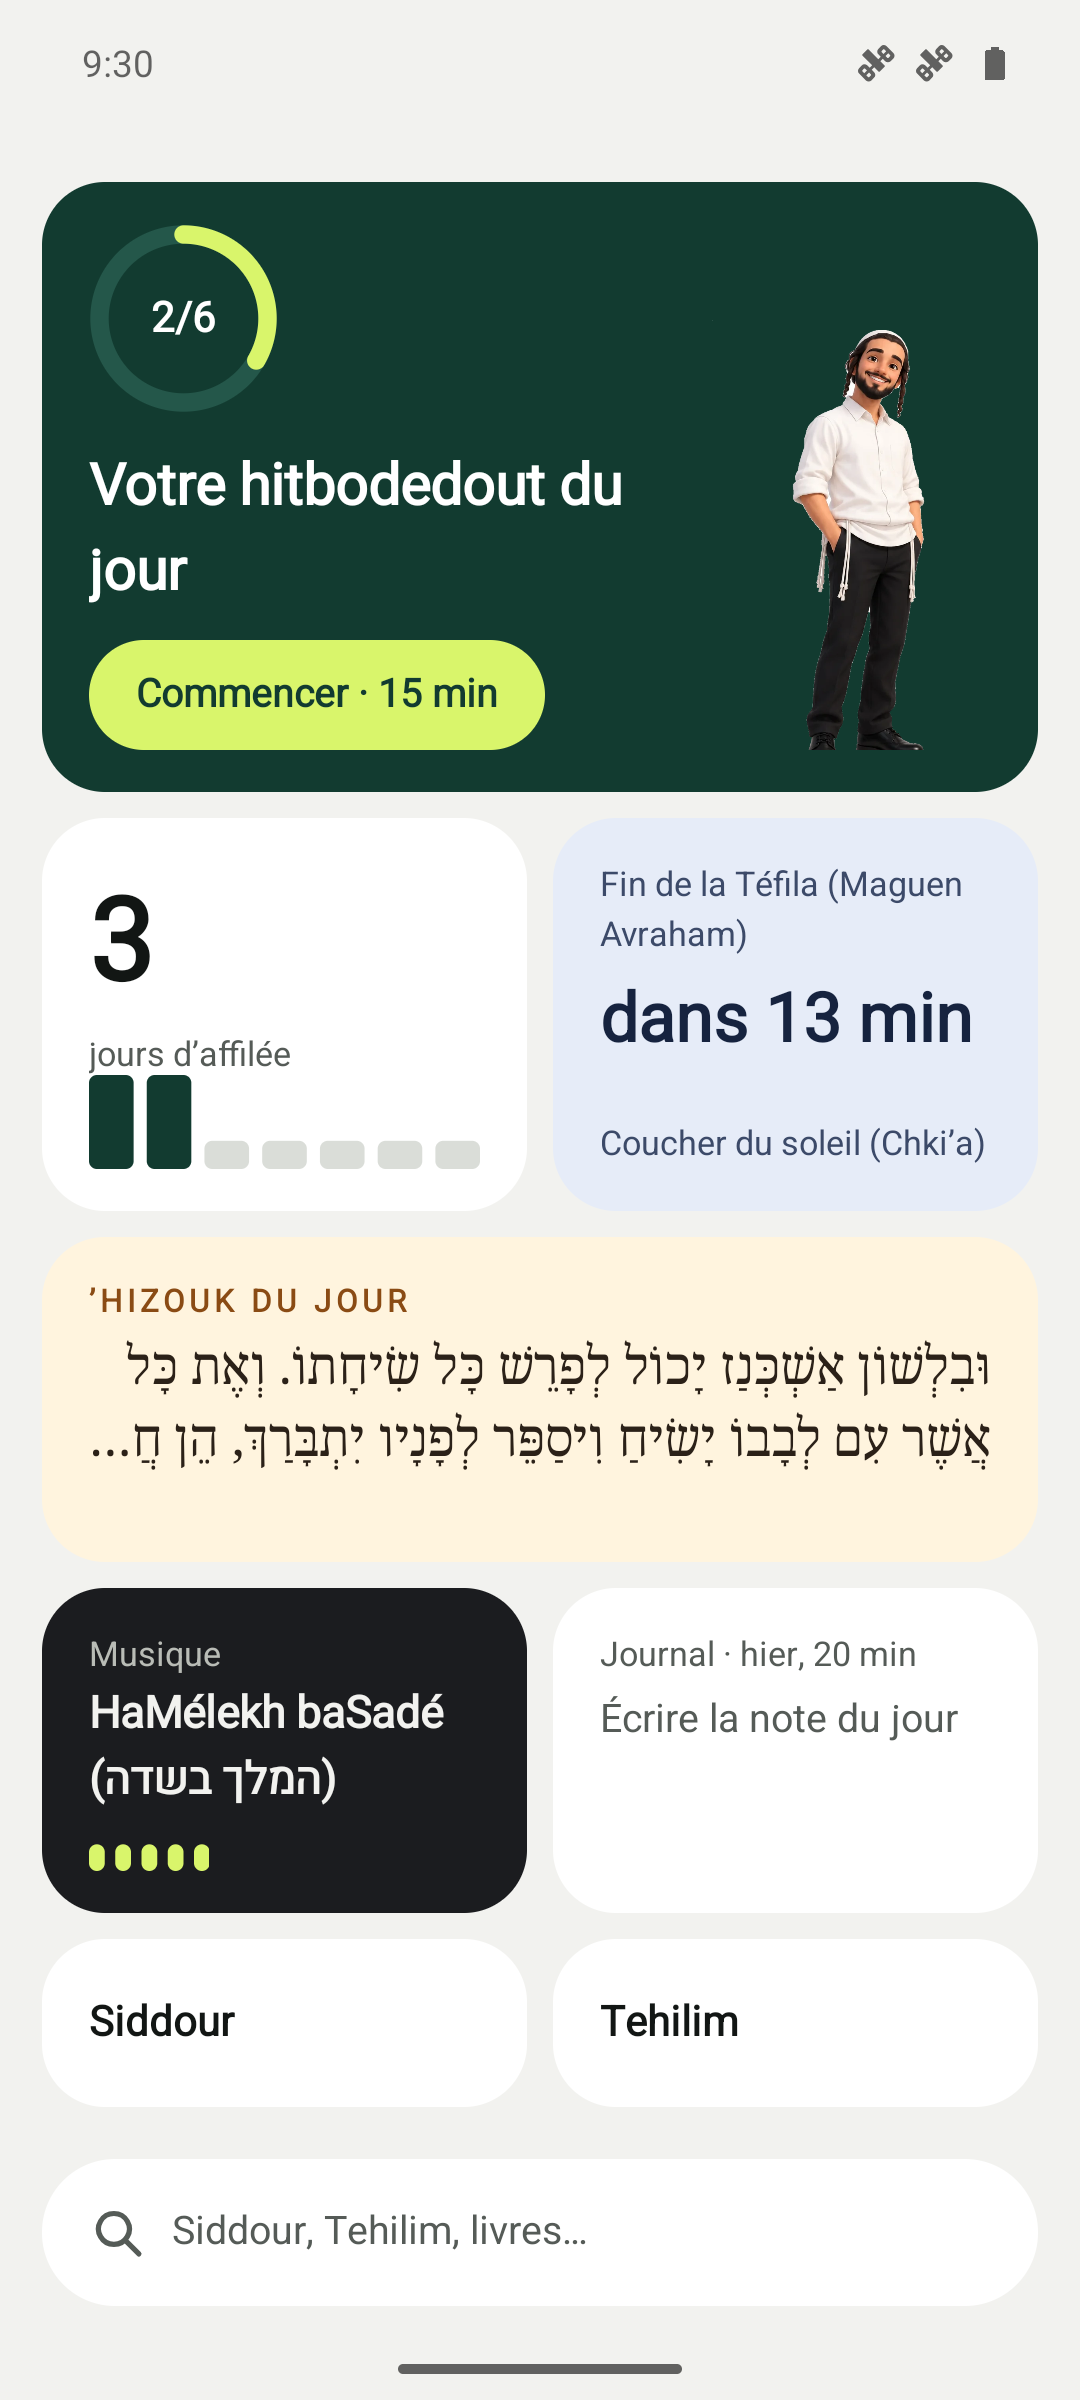 9:30
2/6
Votre hitbodedout du
jour
Commencer · 15 min
3
jours d’affilée
Fin de la Téfila (Maguen
Avraham)
dans 13 min
Coucher du soleil (Chki’a)
’HIZOUK DU JOUR
וּבִלְשׁוֹן אַשְׁכְּנַז יָכוֹל לְפָרֵשׁ כָּל שִׂיחָתוֹ. וְאֶת כָּל
אֲשֶׁר עִם לְבָבוֹ יָשִׂיחַ וִיסַפֵּר לְפָנָיו יִתְבָּרַךְ, הֵן חֲ...
Musique
HaMélekh baSadé
(המלך בשדה)
Journal · hier, 20 min
Écrire la note du jour
Siddour
Tehilim
Siddour, Tehilim, livres…